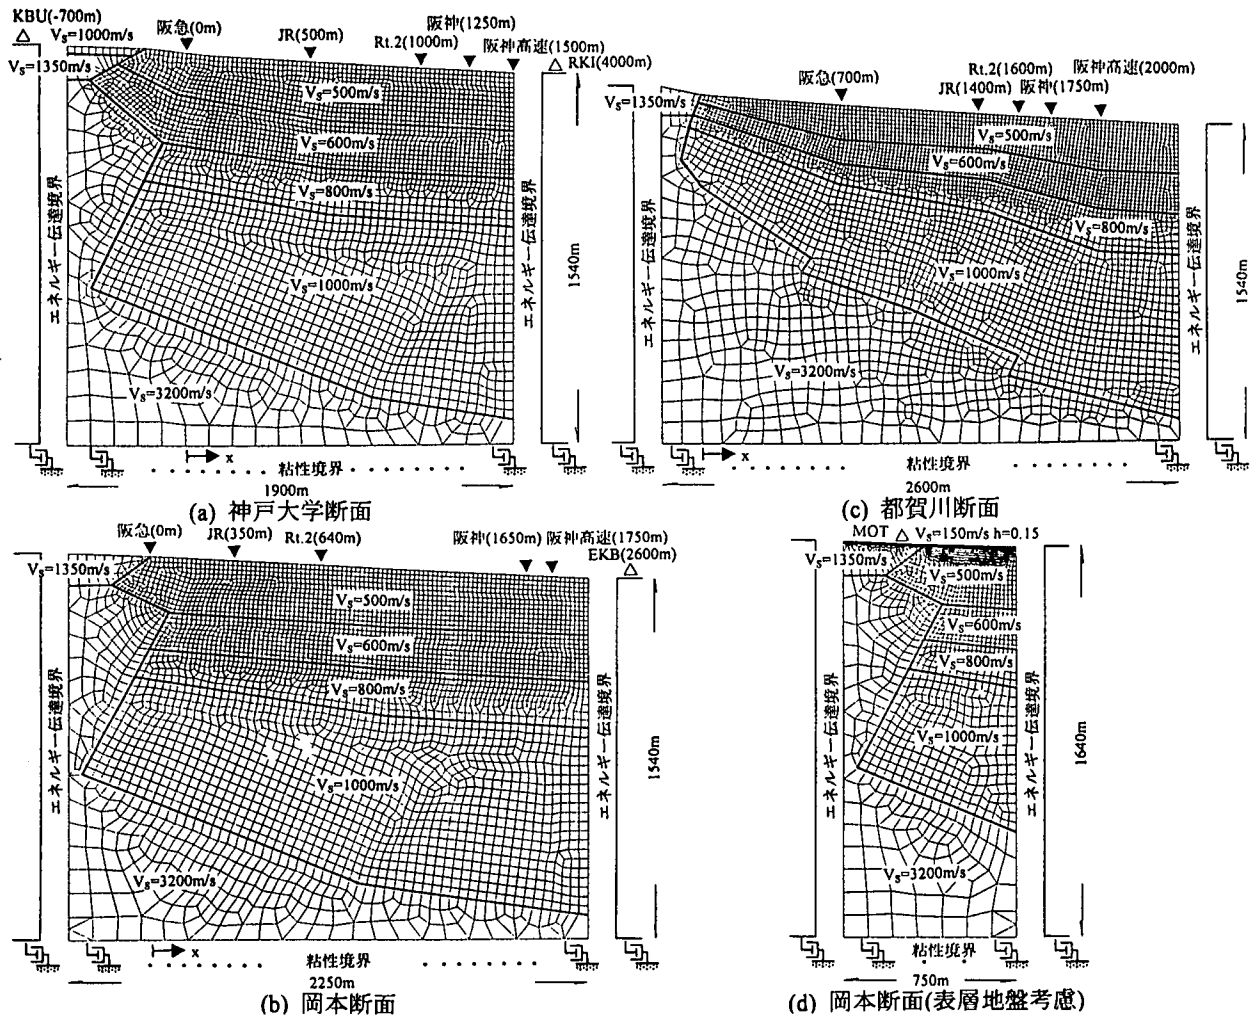 KBU(-700m)
Vs=1000m/s
Vs=1350m/s
阪急(0m)
JR(500m)
Rt.2(1000m)
阪神(1250m)
阪神高速(1500m)
RKI(4000m)
Vs=500m/s
Vs=600m/s
Vs=800m/s
Vs=1000m/s
Vs=3200m/s
エネルギー伝達境界
エネルギー伝達境界
1540m
x
粘性境界
1900m
(a) 神戸大学断面
Vs=1350m/s
阪急(700m)
JR(1400m)
Rt.2(1600m)
阪神(1750m)
阪神高速(2000m)
Vs=500m/s
Vs=600m/s
Vs=800m/s
Vs=1000m/s
Vs=3200m/s
エネルギー伝達境界
エネルギー伝達境界
1540m
x
粘性境界
2600m
(c) 都賀川断面
Vs=1350m/s
阪急(0m)
JR(350m)
Rt.2(640m)
阪神(1650m)
阪神高速(1750m)
EKB(2600m)
Vs=500m/s
Vs=600m/s
Vs=800m/s
Vs=1000m/s
Vs=3200m/s
エネルギー伝達境界
エネルギー伝達境界
1540m
x
粘性境界
2250m
(b) 岡本断面
MOT
Vs=150m/s h=0.15
Vs=1350m/s
Vs=500m/s
Vs=600m/s
Vs=800m/s
Vs=1000m/s
Vs=3200m/s
エネルギー伝達境界
エネルギー伝達境界
1640m
粘性境界
750m
(d) 岡本断面(表層地盤考慮)